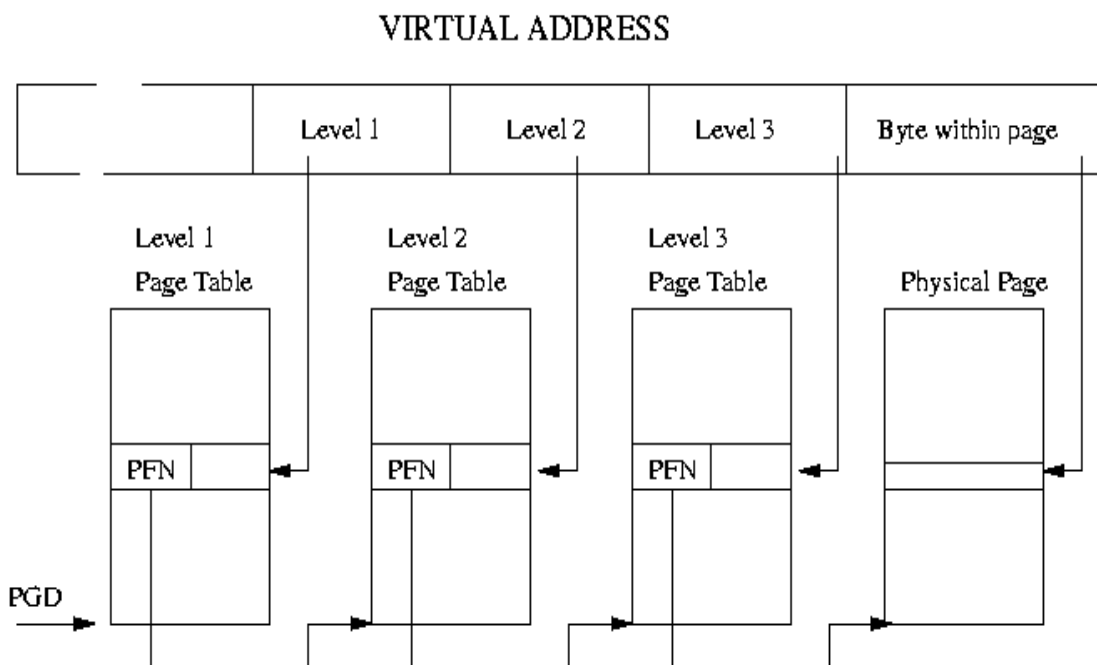 VIRTUAL ADDRESS
Level 1
Level 2
Level 3
Byte within page
Level 1
Page Table
Level 2
Page Table
Level 3
Page Table
Physical Page
PFN
PFN
PFN
PGD